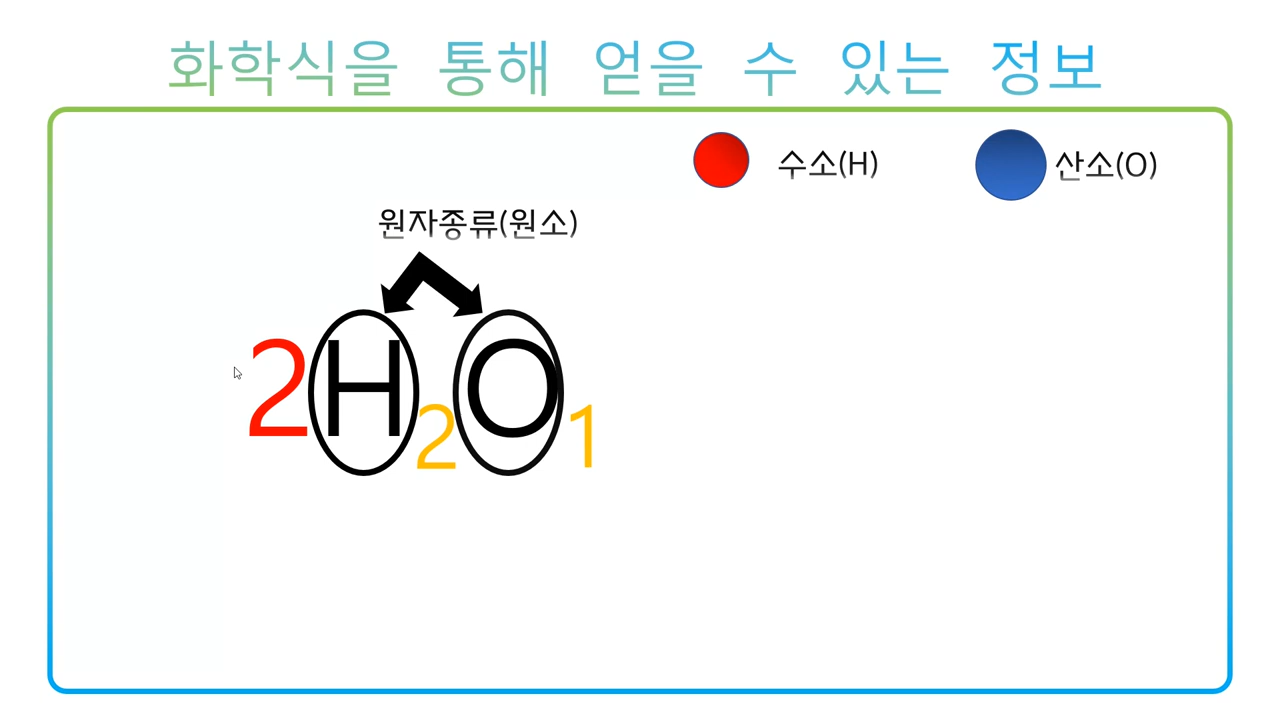 화학식을 통해 얻을 수 있는 정보
수소(H) 산소(O)
원자종류(원소)
2H2O1